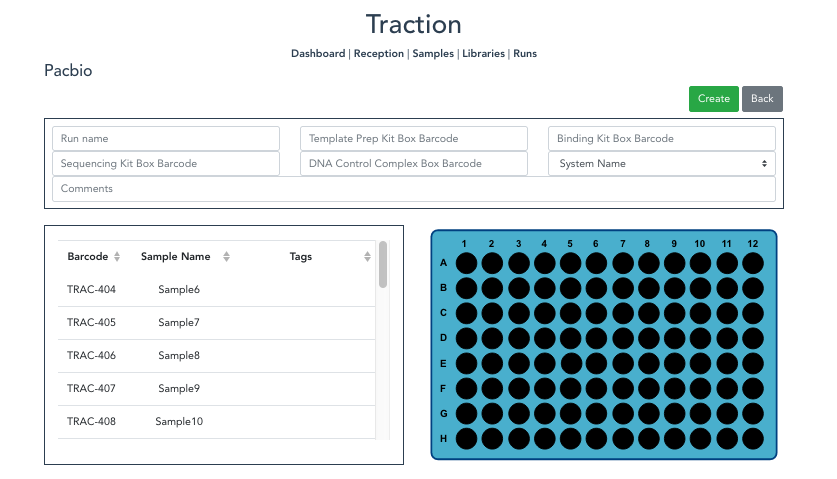 Traction
Dashboard | Reception | Samples | Libraries | Runs
Pacbio
Create Back
Run name Template Prep Kit Box Barcode Binding Kit Box Barcode
Sequencing Kit Box Barcode DNA Control Complex Box Barcode System Name
Comments
Barcode Sample Name Tags
TRAC-404 Sample6
TRAC-405 Sample7
TRAC-406 Sample8
TRAC-407 Sample9
TRAC-408 Sample10
1 2 3 4 5 6 7 8 9 10 11 12
A
B
C
D
E
F
G
H